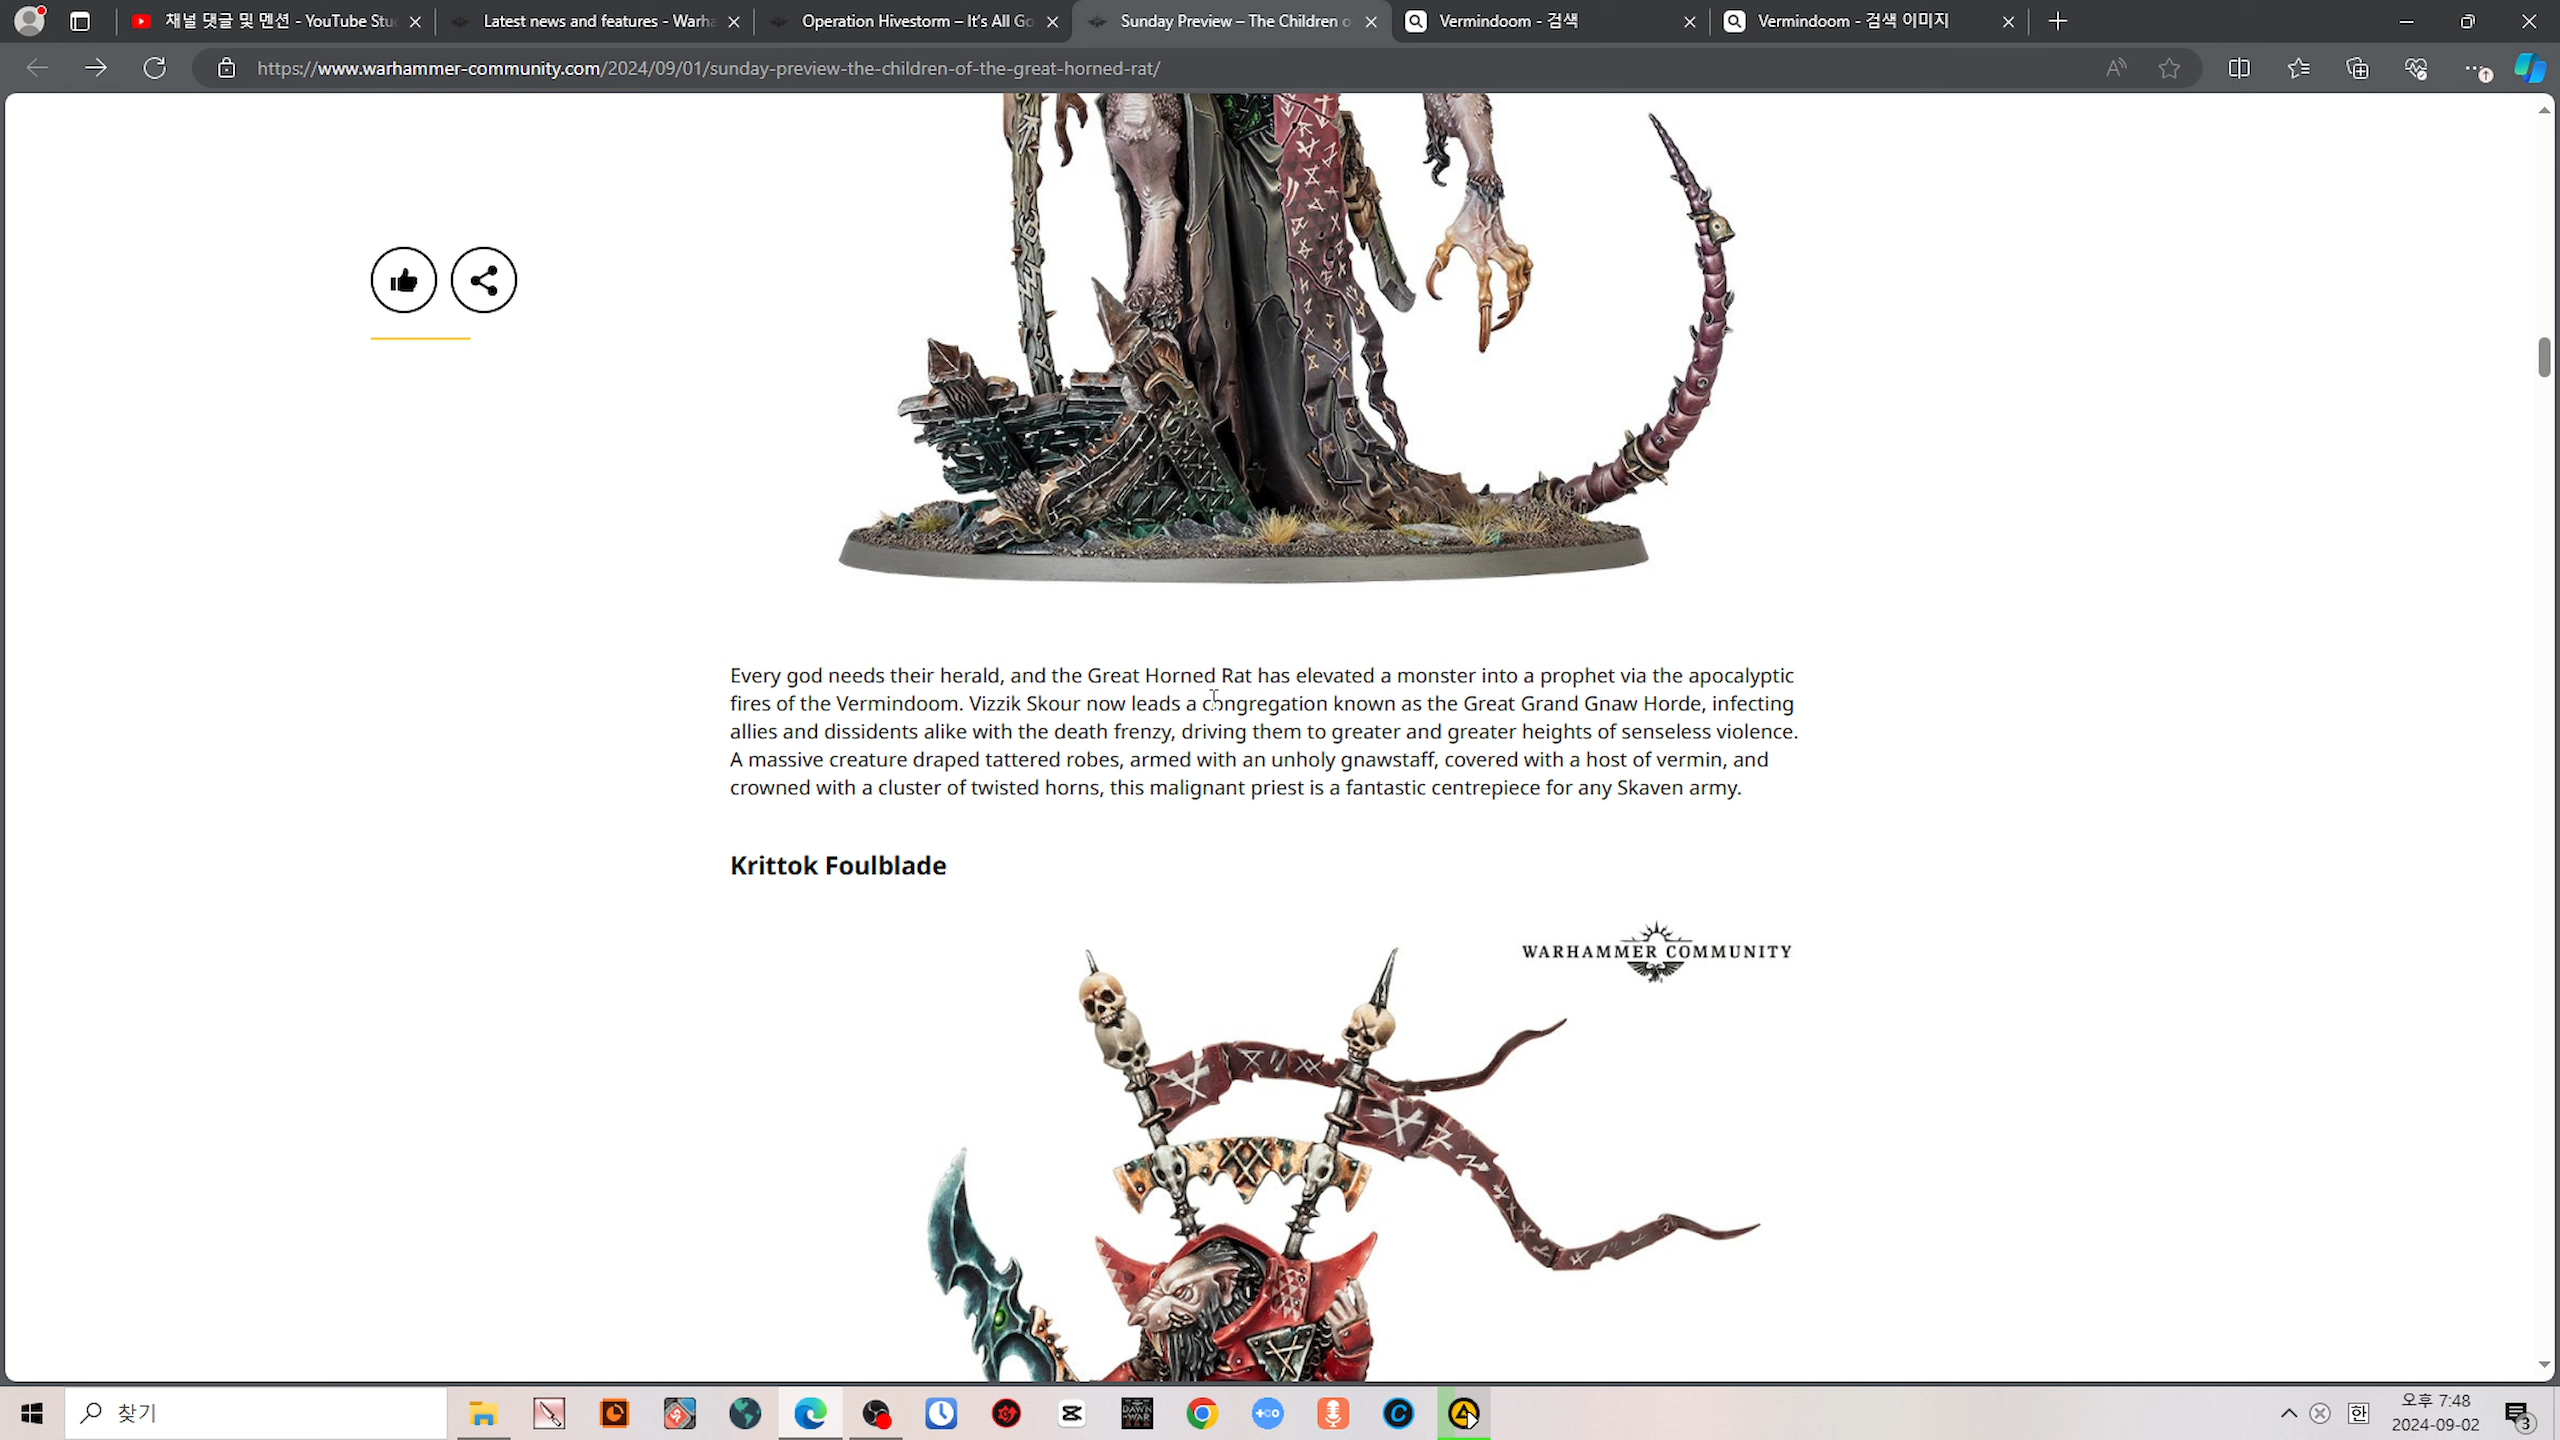 채널 댓글 및 멘션 - YouTube Stu
Latest news and features - Warha
Operation Hivestorm – It's All Go
Sunday Preview – The Children o
Vermindoom - 검색
Vermindoom - 검색 이미지
https://www.warhammer-community.com/2024/09/01/sunday-preview-the-children-of-the-great-horned-rat/
Every god needs their herald, and the Great Horned Rat has elevated a monster into a prophet via the apocalyptic
fires of the Vermindoom. Vizzik Skour now leads a congregation known as the Great Grand Gnaw Horde, infecting
allies and dissidents alike with the death frenzy, driving them to greater and greater heights of senseless violence.
A massive creature draped tattered robes, armed with an unholy gnawstaff, covered with a host of vermin, and
crowned with a cluster of twisted horns, this malignant priest is a fantastic centrepiece for any Skaven army.
Krittok Foulblade
WARHAMMER COMMUNITY
찾기
DAWN
WAR
한
오후 7:48
2024-09-02
3